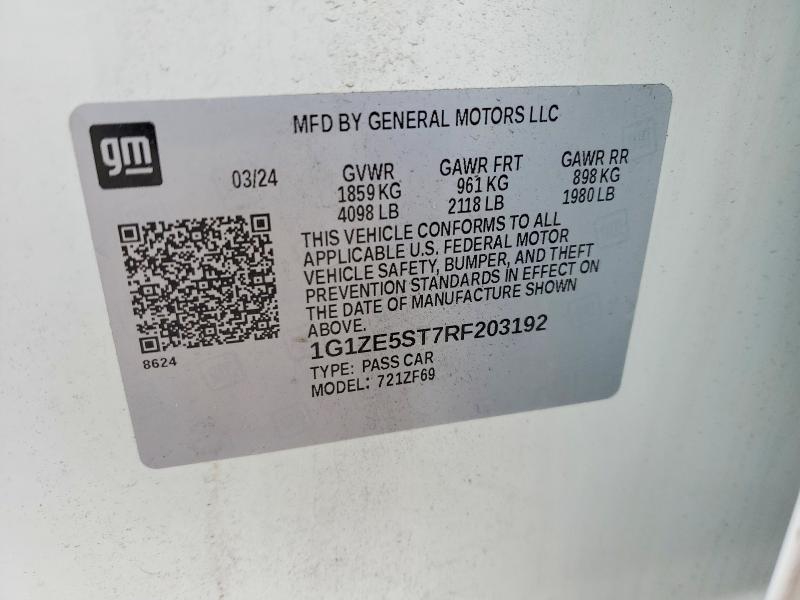 gm
MFD BY GENERAL MOTORS LLC
03/24
GVWR
1859 KG
4098 LB
GAWR FRT
961 KG
2118 LB
GAWR RR
898 KG
1980 LB
THIS VEHICLE CONFORMS TO ALL
APPLICABLE U.S. FEDERAL MOTOR
VEHICLE SAFETY, BUMPER, AND THEFT
PREVENTION STANDARDS IN EFFECT ON
THE DATE OF MANUFACTURE SHOWN
ABOVE.
1G1ZE5ST7RF203192
TYPE: PASS CAR
MODEL: 721ZF69
8624